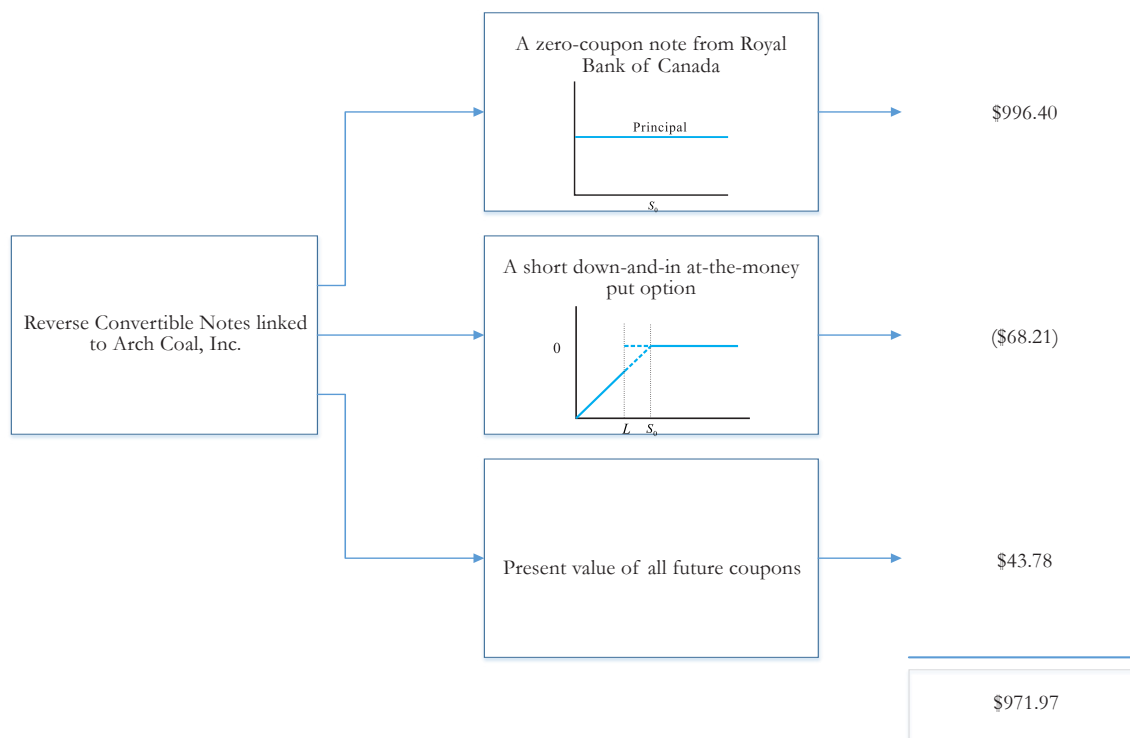 A zero-coupon note from Royal
Bank of Canada
Principal
S₀
$996.40
Reverse Convertible Notes linked
to Arch Coal, Inc.
A short down-and-in at-the-money
put option
0
L S₀
($68.21)
Present value of all future coupons
$43.78
$971.97